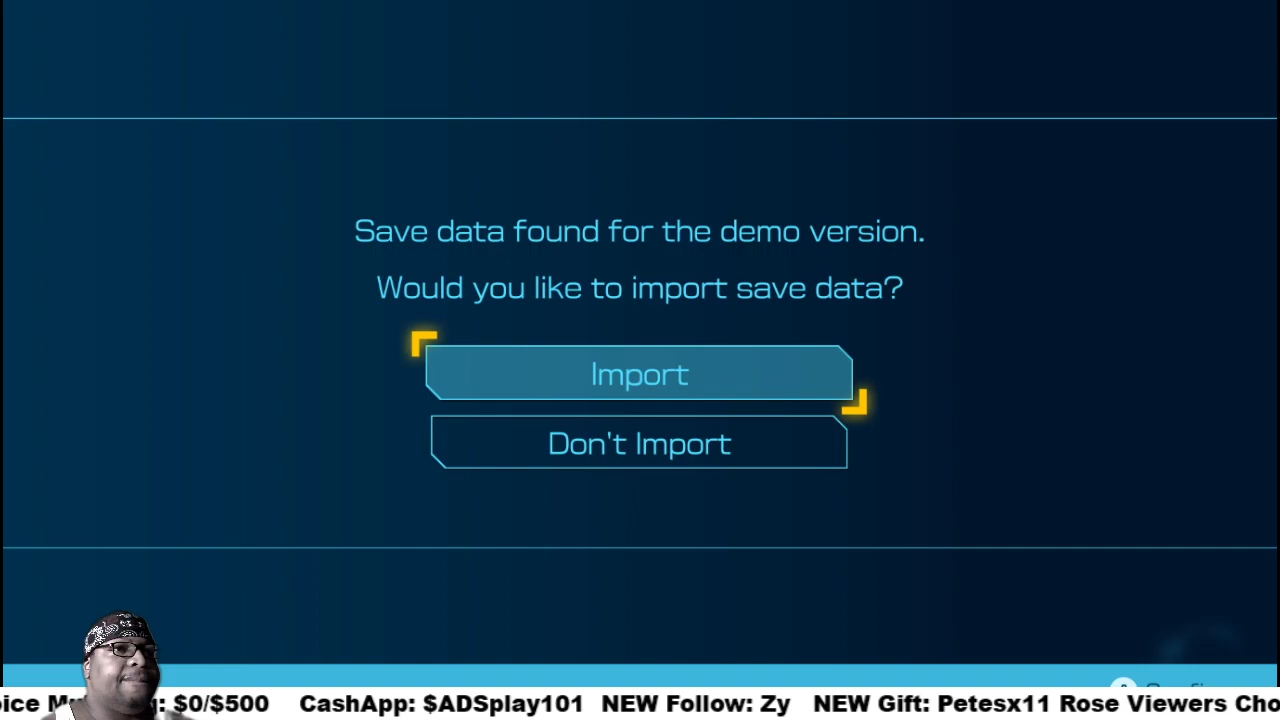 Save data found for the demo version.
Would you like to import save data?
Import
Don't Import
$0/$500 CashApp: $ADSplay101 NEW Follow: Zy NEW Gift: Petesx11 Rose Viewers